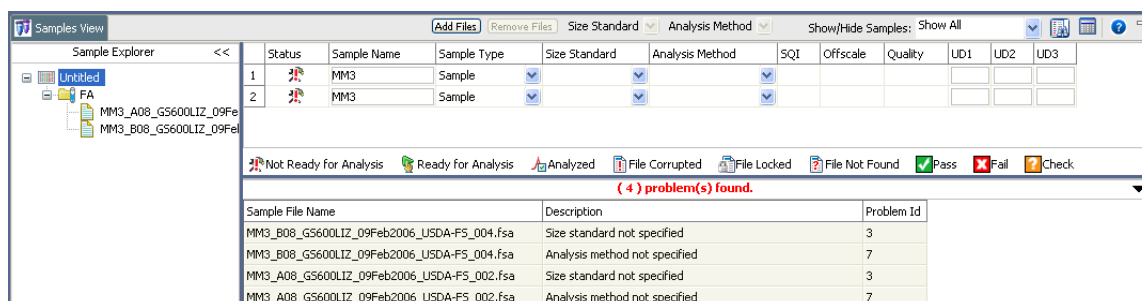 Samples View
Add Files Remove Files Size Standard Analysis Method Show/Hide Samples: Show All
Sample Explorer <<
Untitled
FA
MM3_A08_GS600LIZ_09Fe
MM3_B08_GS600LIZ_09Fel
Status Sample Name Sample Type Size Standard Analysis Method SQI Offscale Quality UD1 UD2 UD3
1 MM3 Sample
2 MM3 Sample
Not Ready for Analysis Ready for Analysis Analyzed File Corrupted File Locked File Not Found Pass Fail Check
( 4 ) problem(s) found.
Sample File Name Description Problem Id
MM3_B08_GS600LIZ_09Feb2006_USDA-FS_004.fsa Size standard not specified 3
MM3_B08_GS600LIZ_09Feb2006_USDA-FS_004.fsa Analysis method not specified 7
MM3_A08_GS600LIZ_09Feb2006_USDA-FS_002.fsa Size standard not specified 3
MM3_A08_GS600LIZ_09Feb2006_USDA-FS_002.fsa Analysis method not specified 7